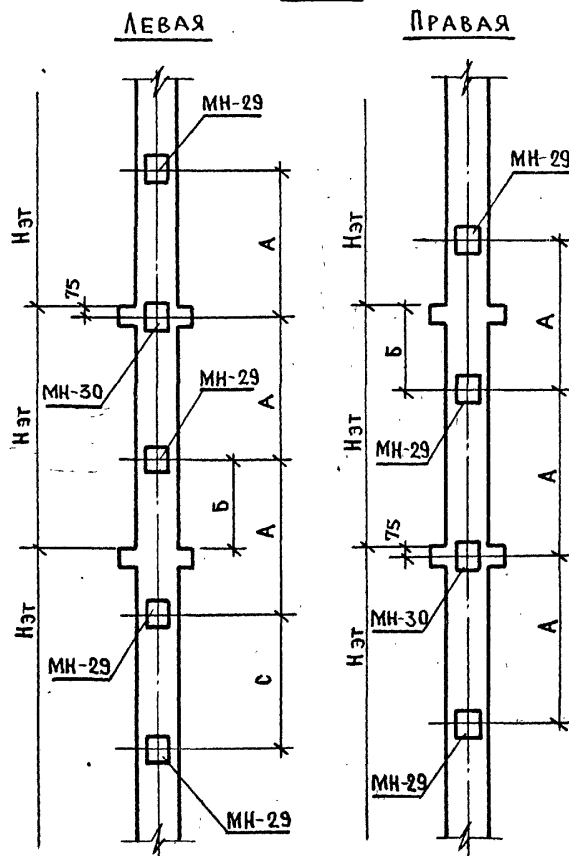 ЛЕВАЯ
ПРАВАЯ
МН-29
Нэт
А
75
МН-30
МН-29
Нэт
А
Б
А
Нэт
МН-29
С
МН-29
МН-29
Нэт
А
Б
Нэт
МН-29
А
75
МН-30
Нэт
А
МН-29